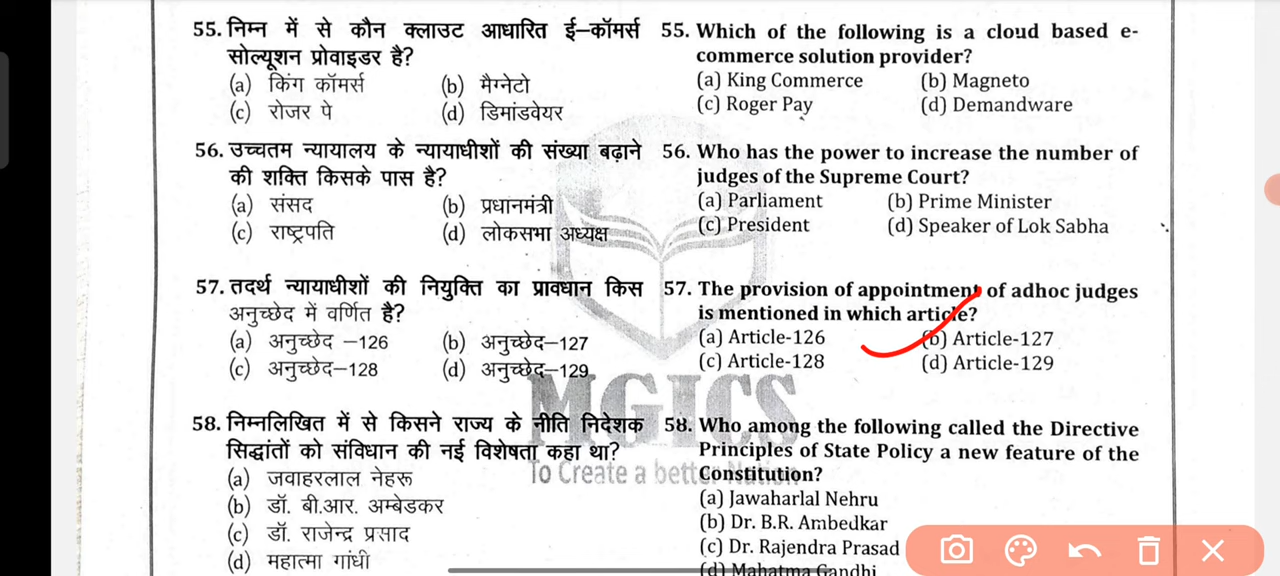 55. निम्न में से कौन क्लाउट आधारित ई–कॉमर्स
सोल्यूशन प्रोवाइडर है?
(a) किंग कॉमर्स (b) मैग्नेटो
(c) रोजर पे (d) डिमांडवेयर
56. उच्चतम न्यायालय के न्यायाधीशों की संख्या बढ़ाने
की शक्ति किसके पास है?
(a) संसद (b) प्रधानमंत्री
(c) राष्ट्रपति (d) लोकसभा अध्यक्ष
57. तदर्थ न्यायाधीशों की नियुक्ति का प्रावधान किस
अनुच्छेद में वर्णित है?
(a) अनुच्छेद –126 (b) अनुच्छेद–127
(c) अनुच्छेद–128 (d) अनुच्छेद–129
58. निम्नलिखित में से किसने राज्य के नीति निदेशक
सिद्धांतों को संविधान की नई विशेषता कहा था?
(a) जवाहरलाल नेहरू
(b) डॉ. बी.आर. अम्बेडकर
(c) डॉ. राजेन्द्र प्रसाद
(d) महात्मा गांधी
55. Which of the following is a cloud based e-
commerce solution provider?
(a) King Commerce (b) Magneto
(c) Roger Pay (d) Demandware
56. Who has the power to increase the number of
judges of the Supreme Court?
(a) Parliament (b) Prime Minister
(c) President (d) Speaker of Lok Sabha
57. The provision of appointment of adhoc judges
is mentioned in which article?
(a) Article-126 (b) Article-127
(c) Article-128 (d) Article-129
58. Who among the following called the Directive
Principles of State Policy a new feature of the
Constitution?
(a) Jawaharlal Nehru
(b) Dr. B.R. Ambedkar
(c) Dr. Rajendra Prasad
(d) Mahatma Gandhi
MGICS
To Create a better Nation